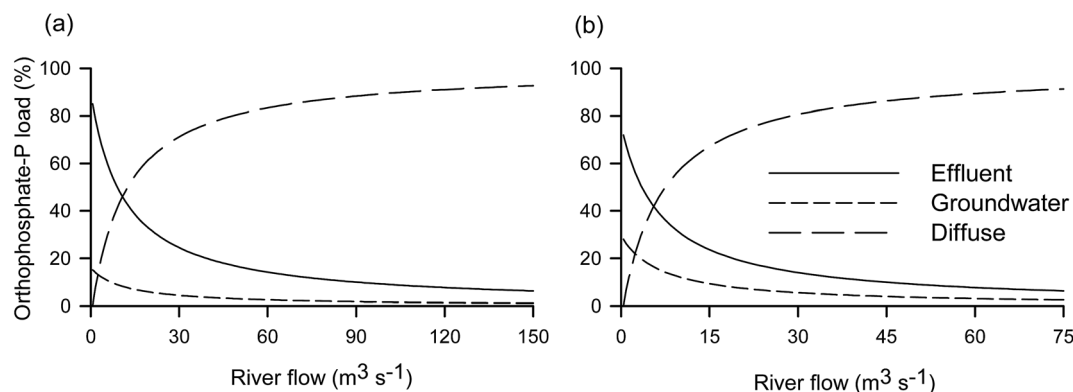 (a)
Orthophosphate-P load (%)
100
80
60
40
20
0
0 30 60 90 120 150
River flow (m³ s⁻¹)
(b)
100
80
60
40
20
0
0 15 30 45 60 75
River flow (m³ s⁻¹)
Effluent
Groundwater
Diffuse